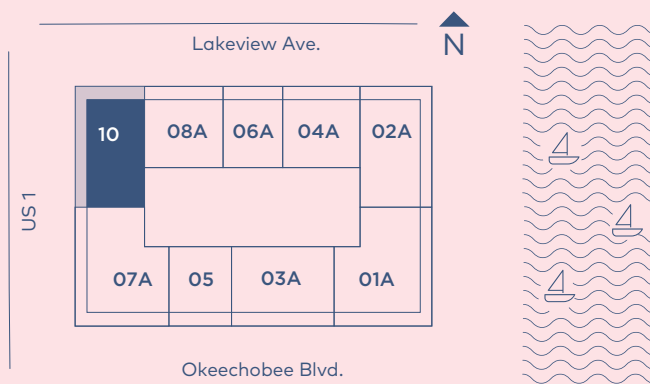 Lakeview Ave.
N
10
08A
06A
04A
02A
US 1
07A
05
03A
01A
Okeechobee Blvd.